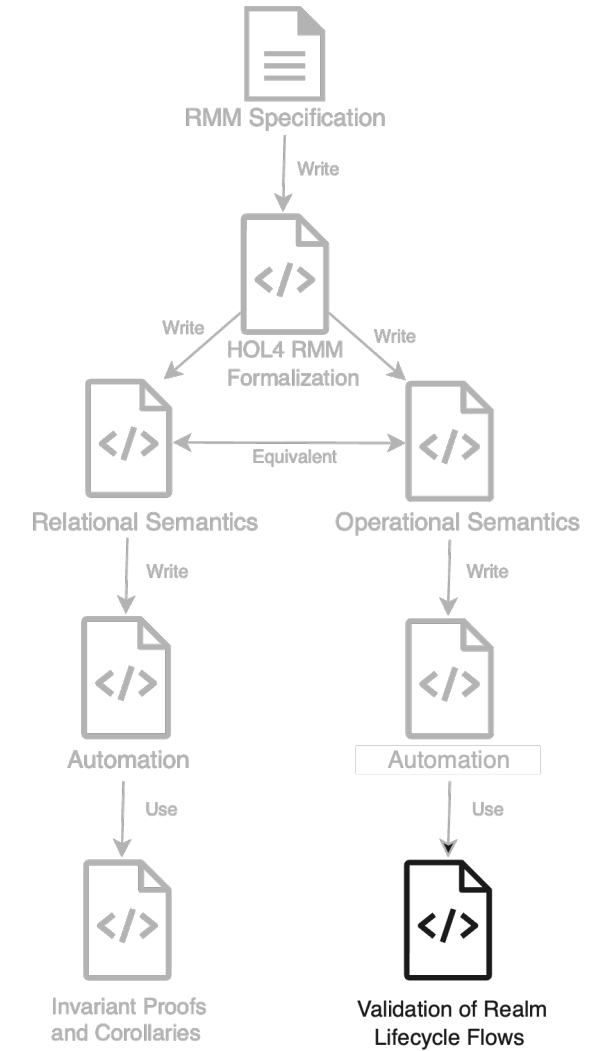 RMM Specification
Write
</>
HOL4 RMM
Formalization
Write
Write
</>
</>
Equivalent
Relational Semantics
Operational Semantics
Write
Write
</>
</>
Automation
Automation
Use
Use
</>
</>
Invariant Proofs
and Corollaries
Validation of Realm
Lifecycle Flows